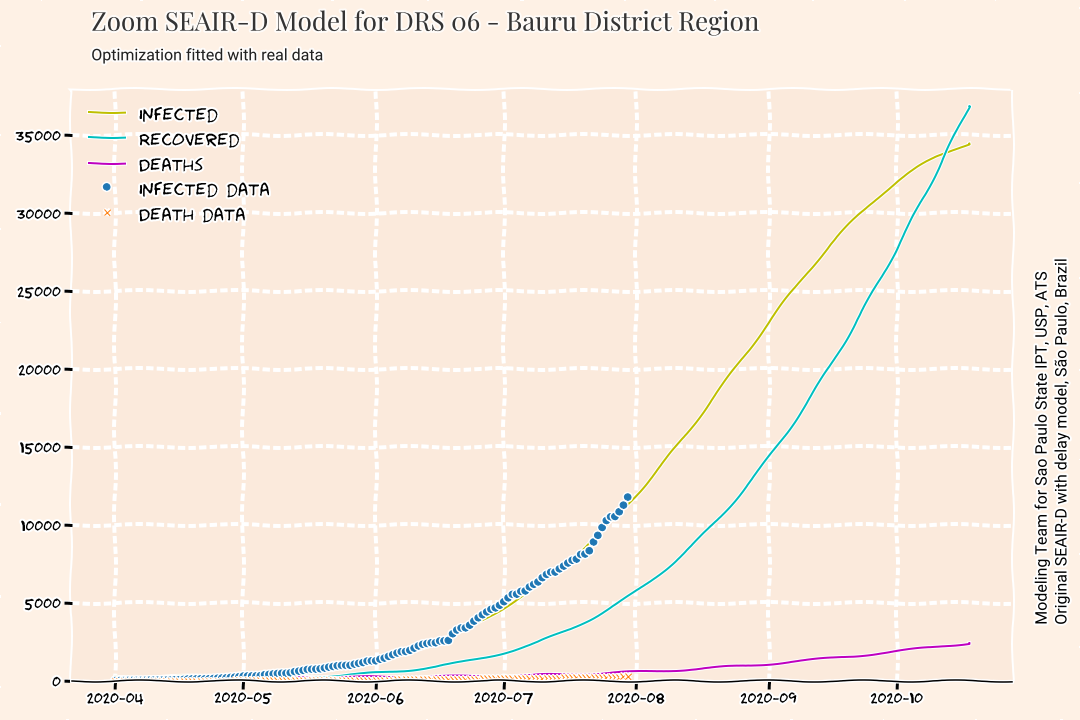 Zoom SEAIR-D Model for DRS 06 - Bauru District Region
Optimization fitted with real data
INFECTED
RECOVERED
DEATHS
INFECTED DATA
DEATH DATA
35000
30000
25000
20000
15000
10000
5000
0
2020-04
2020-05
2020-06
2020-07
2020-08
2020-09
2020-10
Modeling Team for Sao Paulo State IPT, USP, ATS
Original SEAIR-D with delay model, São Paulo, Brazil